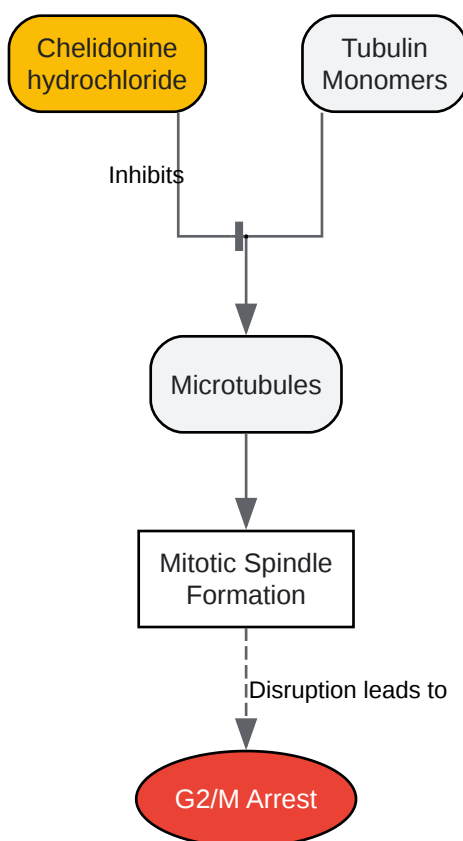 Chelidonine
hydrochloride
Tubulin
Monomers
Inhibits
Microtubules
Mitotic Spindle
Formation
Disruption leads to
G2/M Arrest